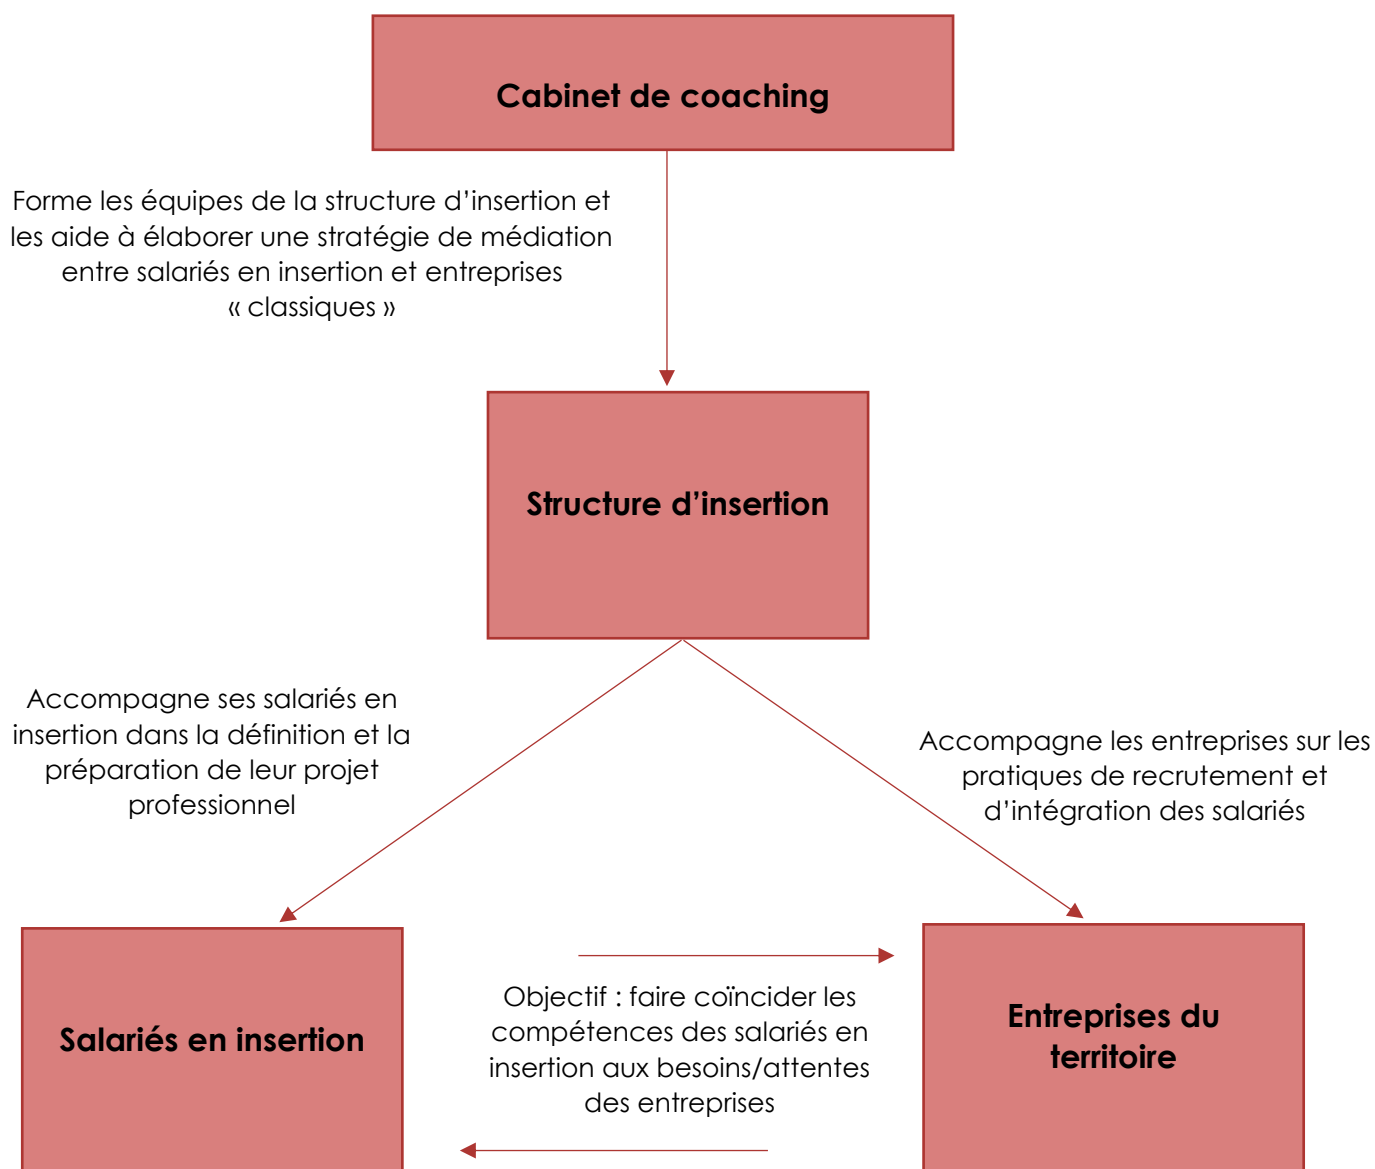 Cabinet de coaching
Forme les équipes de la structure d’insertion et
les aide à élaborer une stratégie de médiation
entre salariés en insertion et entreprises
« classiques »
Structure d’insertion
Accompagne ses salariés en
insertion dans la définition et la
préparation de leur projet
professionnel
Accompagne les entreprises sur les
pratiques de recrutement et
d’intégration des salariés
Salariés en insertion
Objectif : faire coïncider les
compétences des salariés en
insertion aux besoins/attentes
des entreprises
Entreprises du
territoire